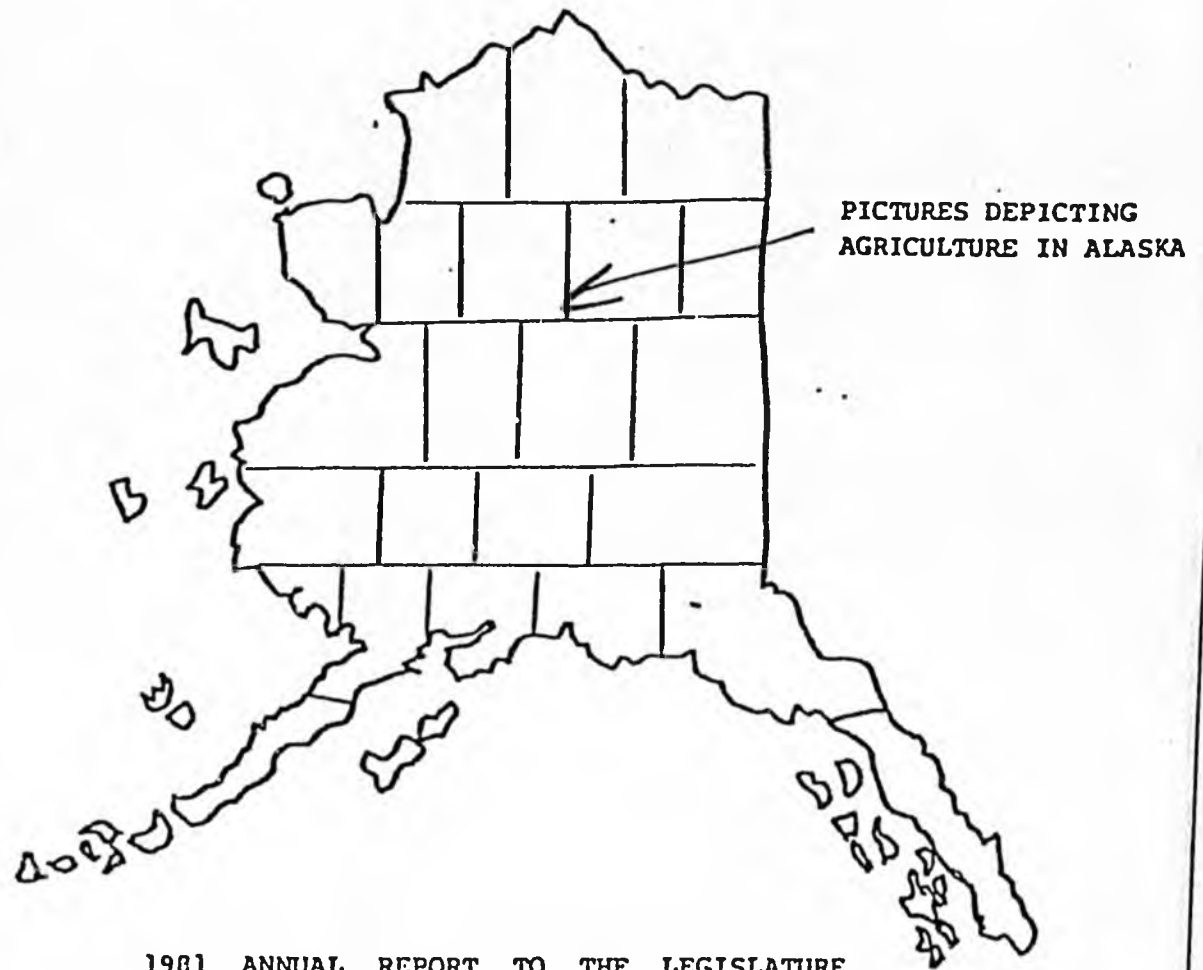 PICTURES DEPICTING
AGRICULTURE IN ALASKA
1981 ANNUAL REPORT TO THE LEGISLATURE